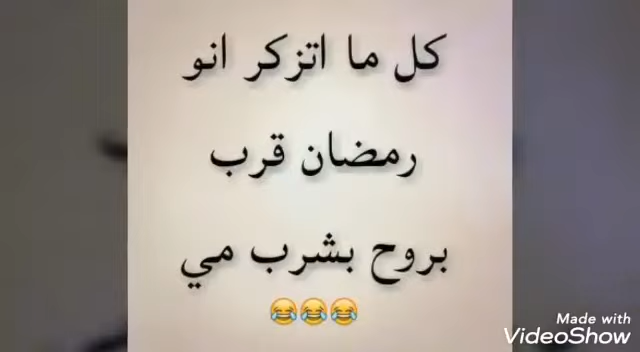 كل ما اتزكر انو
رمضان قرب
بروح بشرب مي
😂😂😂
Made with
VideoShow